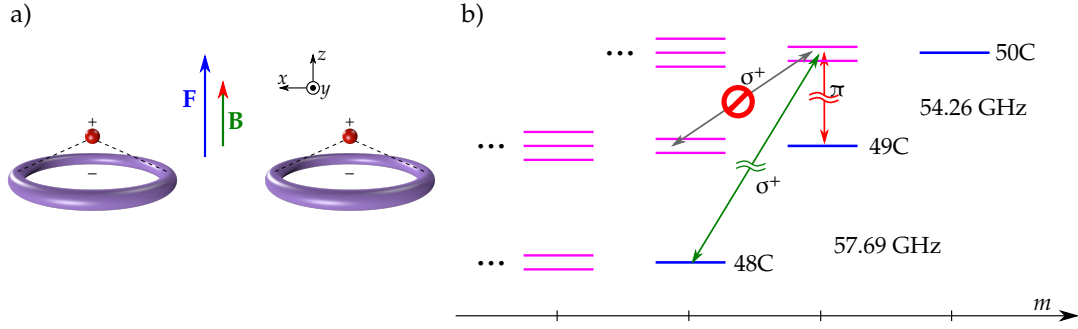 a)
F
B
+
−
x
z
y
+
−
b)
...
σ⁺
π
50C
54.26 GHz
...
49C
σ⁺
57.69 GHz
...
48C
m